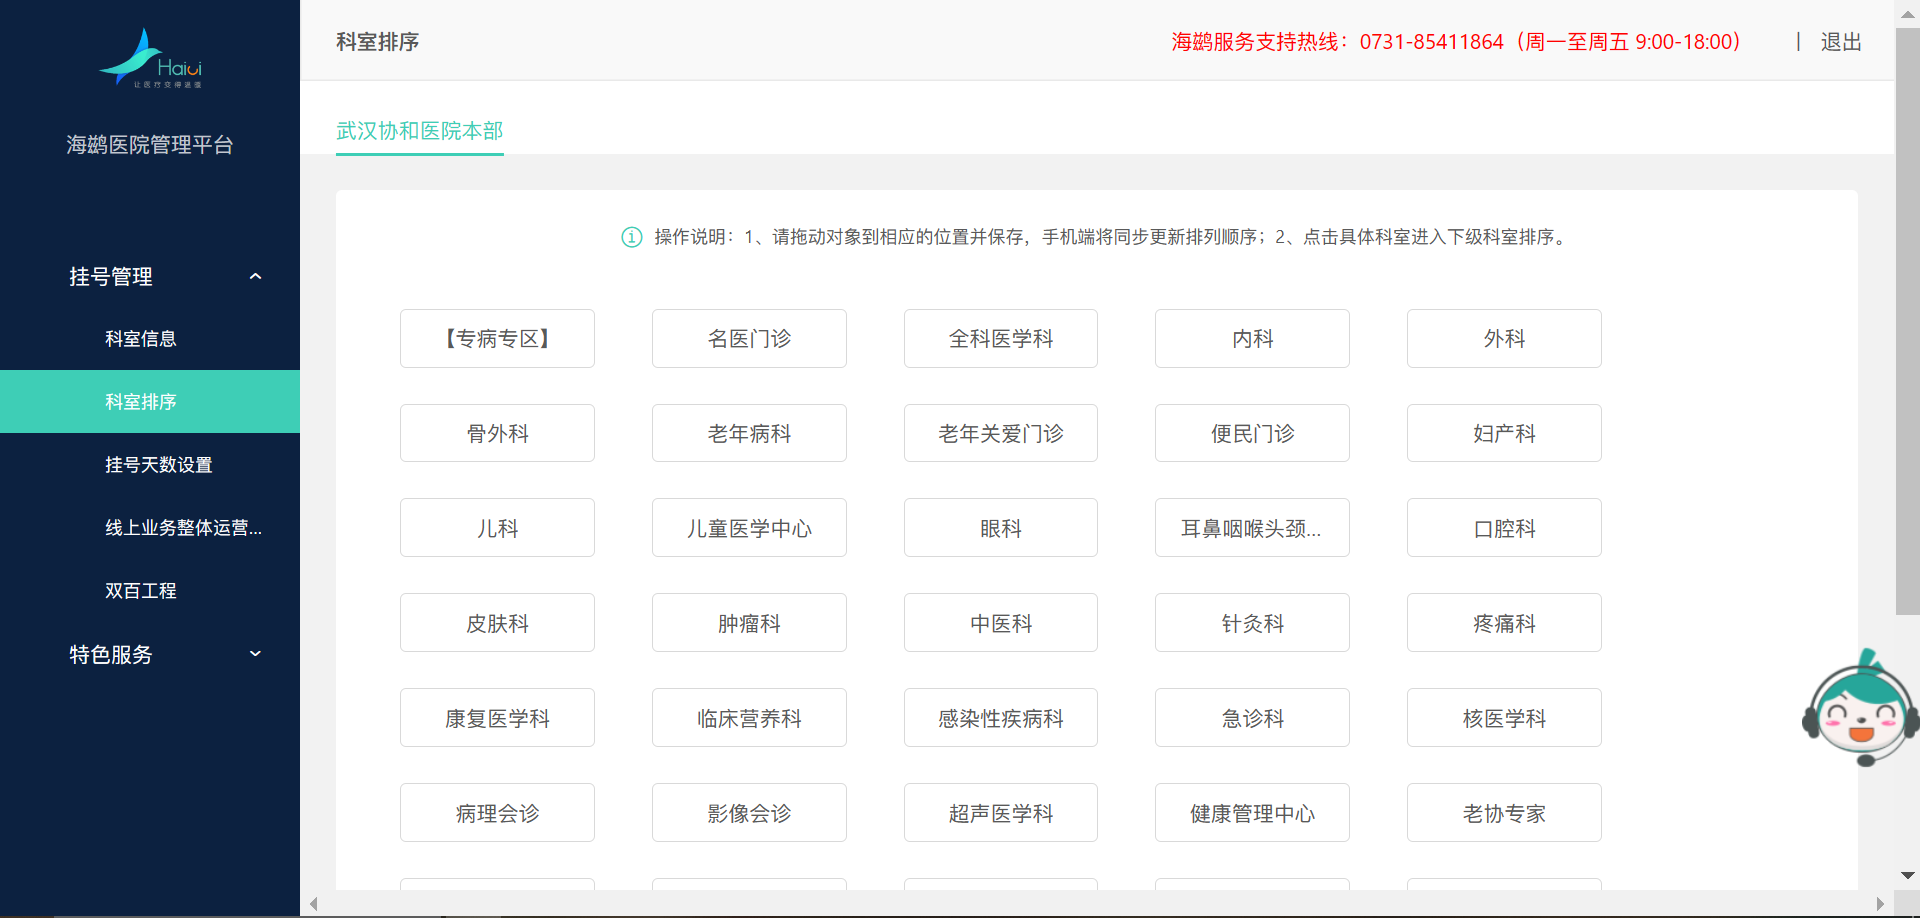 Haiui
让医疗变得温暖
海鹚医院管理平台
挂号管理
科室信息
科室排序
挂号天数设置
线上业务整体运营...
双百工程
特色服务
科室排序
海鹚服务支持热线：0731-85411864（周一至周五 9:00-18:00）
| 退出
武汉协和医院本部
操作说明：1、请拖动对象到相应的位置并保存，手机端将同步更新排列顺序；2、点击具体科室进入下级科室排序。
【专病专区】 名医门诊 全科医学科 内科 外科
骨外科 老年病科 老年关爱门诊 便民门诊 妇产科
儿科 儿童医学中心 眼科 耳鼻咽喉头颈... 口腔科
皮肤科 肿瘤科 中医科 针灸科 疼痛科
康复医学科 临床营养科 感染性疾病科 急诊科 核医学科
病理会诊 影像会诊 超声医学科 健康管理中心 老协专家